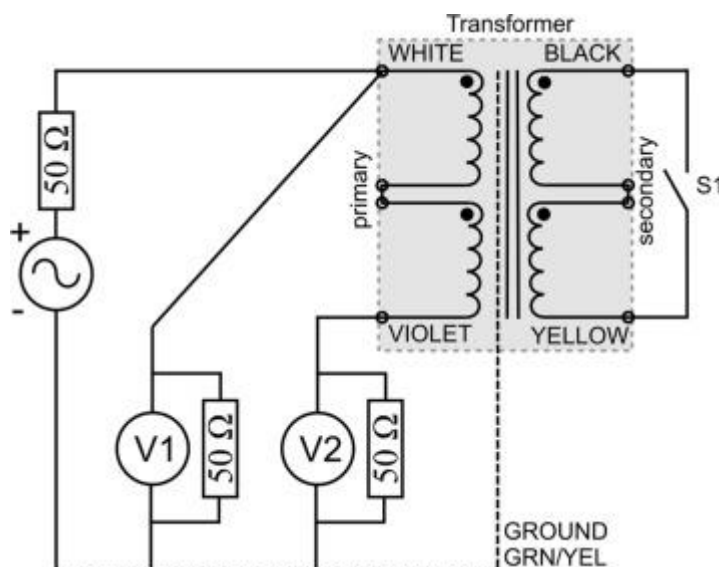 Transformer
WHITE BLACK
50 Ω
primary
secondary
S1
+
-
VIOLET YELLOW
V1
50 Ω
V2
50 Ω
GROUND
GRN/YEL